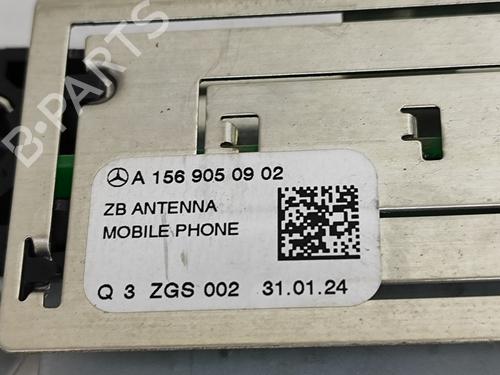 B-PARTS
A 156 905 09 02
ZB ANTENNA
MOBILE PHONE
Q 3 ZGS 002 31.01.24